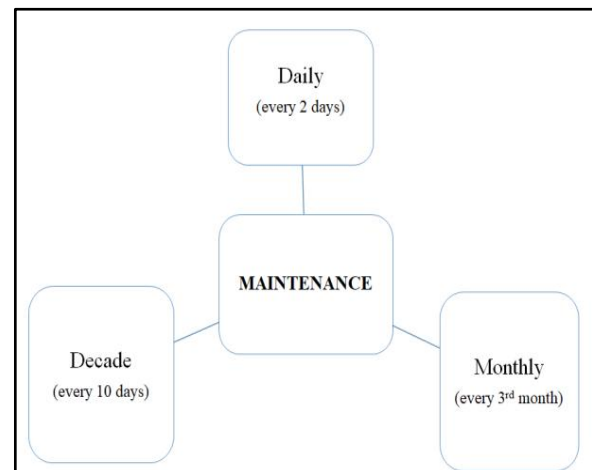 Daily
(every 2 days)
MAINTENANCE
Decade
(every 10 days)
Monthly
(every 3rd month)